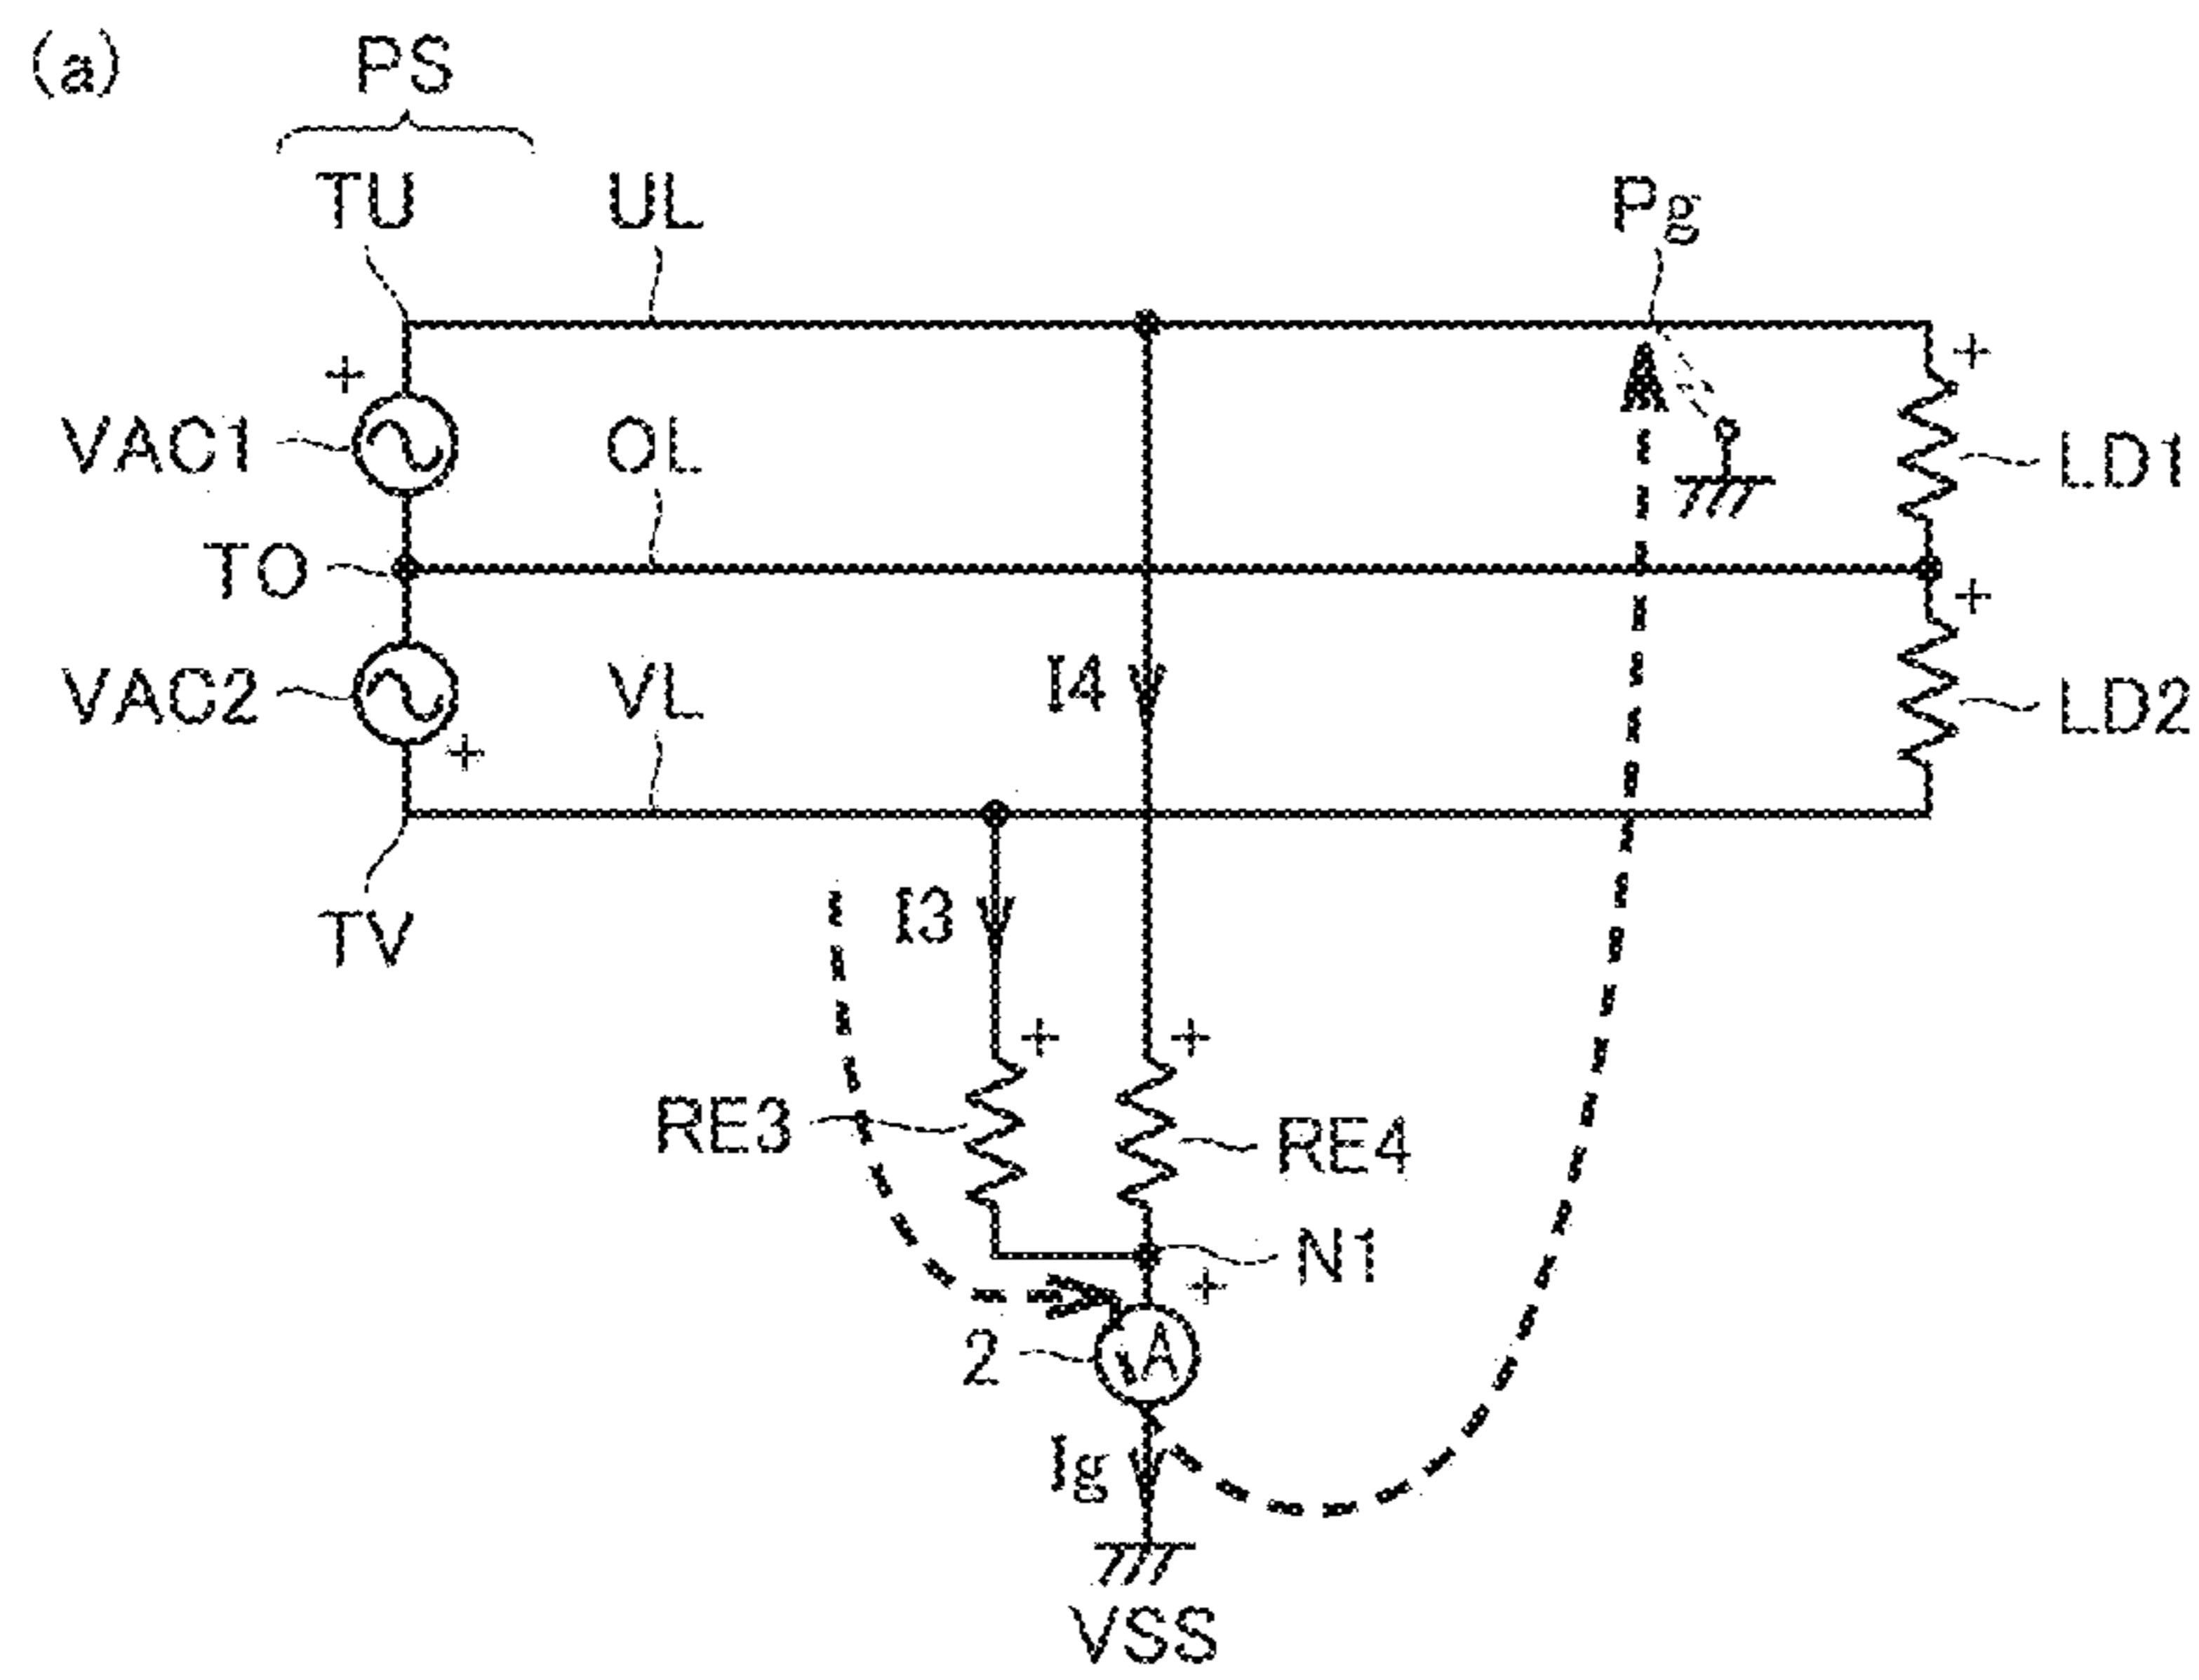 (a)
PS
TU UL Pg
+ +
VAC1 OL LD1
TO +
VAC2 VL I4 LD2
+
TV I3
+ +
RE3 RE4
N1
+
2 A
Ig
VSS